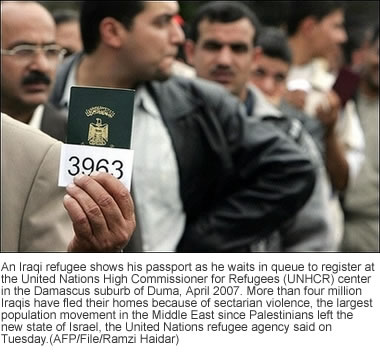 3963
An Iraqi refugee shows his passport as he waits in queue to register at
the United Nations High Commissioner for Refugees (UNHCR) center
in the Damascus suburb of Duma, April 2007. More than four million
Iraqis have fled their homes because of sectarian violence, the largest
population movement in the Middle East since Palestinians left the
new state of Israel, the United Nations refugee agency said on
Tuesday.(AFP/File/Ramzi Haidar)